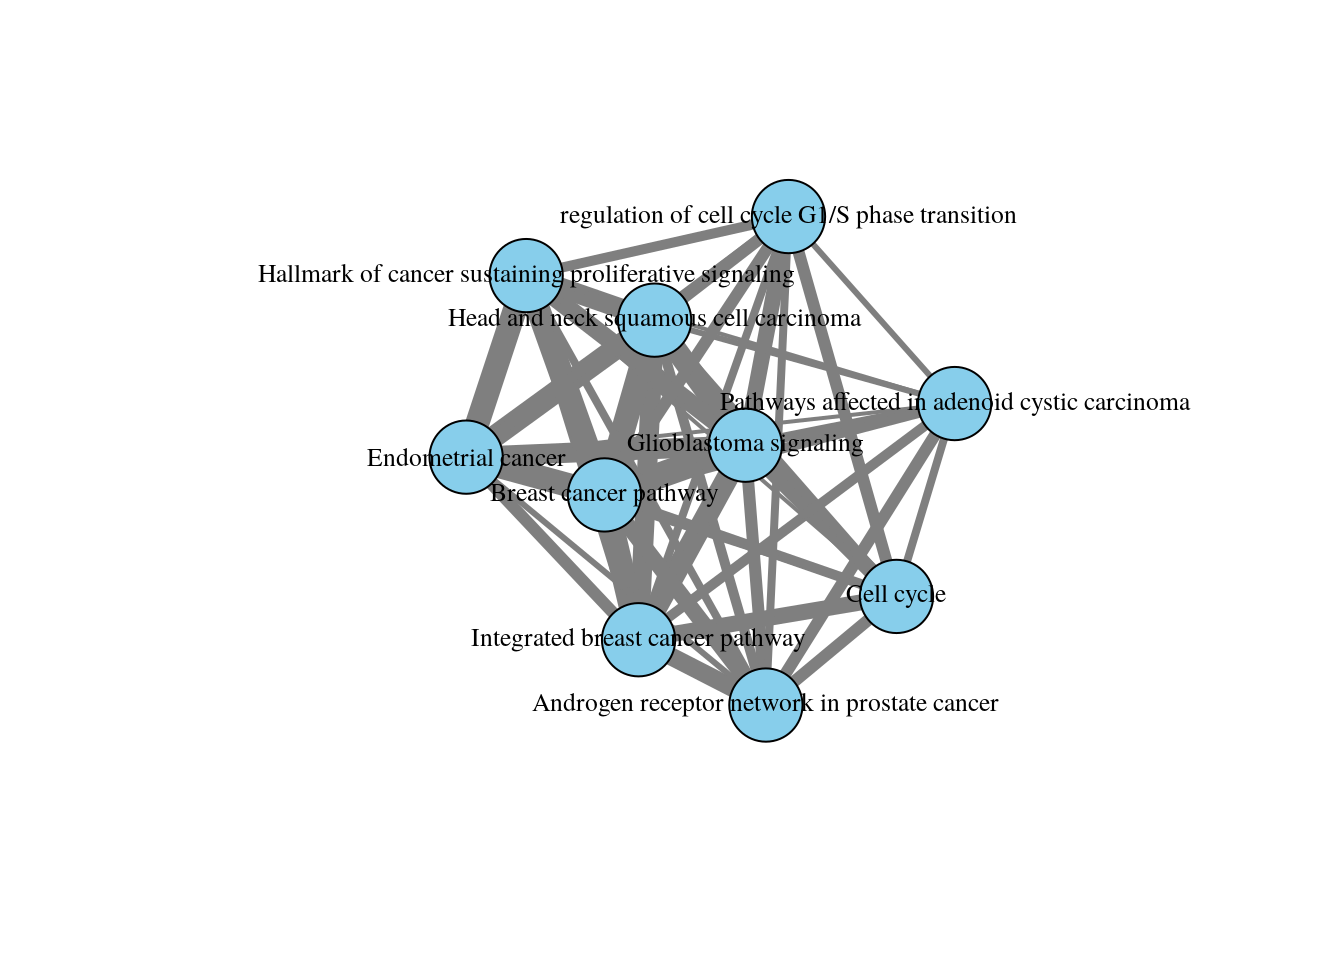 regulation of cell cycle G1/S phase transition
Hallmark of cancer sustaining proliferative signaling
Head and neck squamous cell carcinoma
Pathways affected in adenoid cystic carcinoma
Glioblastoma signaling
Endometrial cancer
Breast cancer pathway
Cell cycle
Integrated breast cancer pathway
Androgen receptor network in prostate cancer